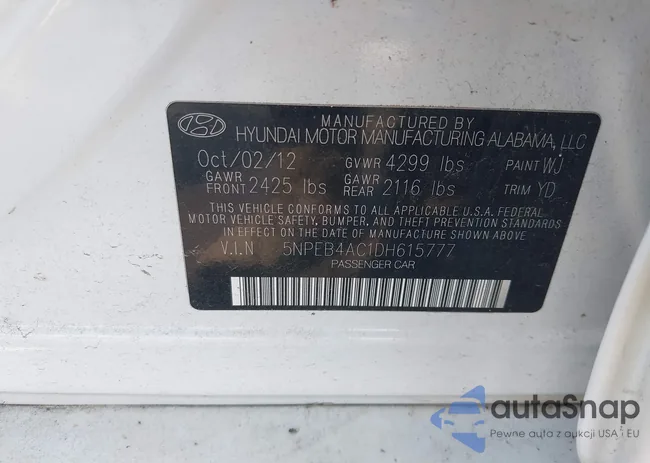 MANUFACTURED BY
HYUNDAI MOTOR MANUFACTURING ALABAMA, LLC
Oct/02/12 GVWR 4299 lbs PAINT WJ
GAWR FRONT 2425 lbs GAWR REAR 2116 lbs TRIM YD
THIS VEHICLE CONFORMS TO ALL APPLICABLE U.S.A. FEDERAL
MOTOR VEHICLE SAFETY, BUMPER, AND THEFT PREVENTION STANDARDS
IN EFFECT ON THE DATE OF MANUFACTURE SHOWN ABOVE
V.I.N 5NPEB4AC1DH615777
PASSENGER CAR
autaSnap
Pewne auta z aukcji USA i EU